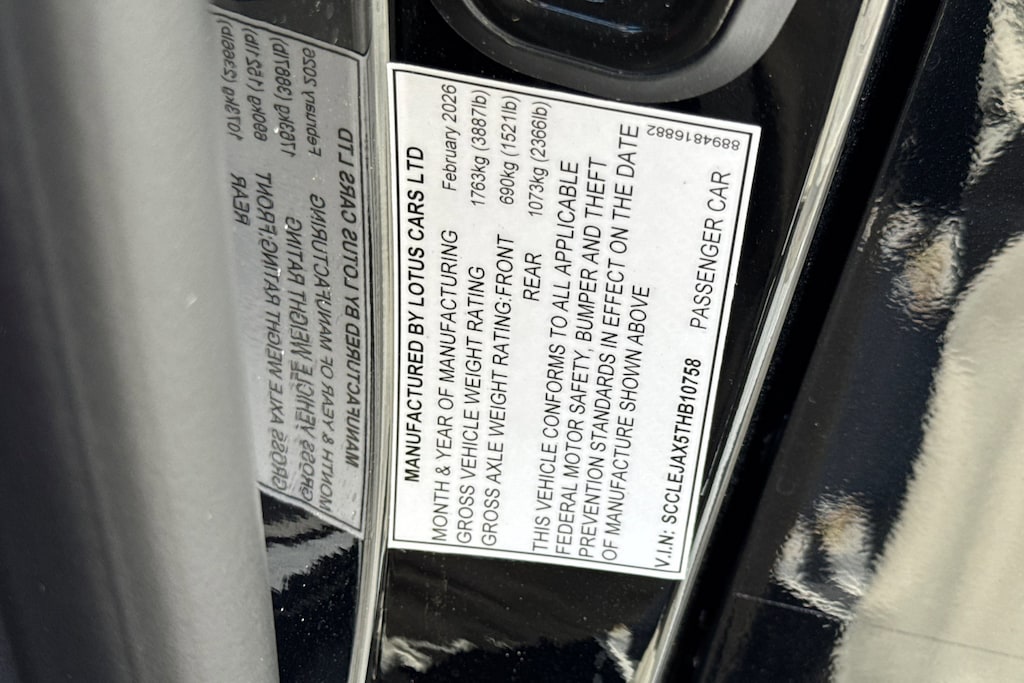 MANUFACTURED BY LOTUS CARS LTD
MONTH & YEAR OF MANUFACTURING February 2026
GROSS VEHICLE WEIGHT RATING 1763kg (3887lb)
GROSS AXLE WEIGHT RATING:FRONT 690kg (1521lb)
REAR 1073kg (2366lb)
THIS VEHICLE CONFORMS TO ALL APPLICABLE
FEDERAL MOTOR SAFETY, BUMPER AND THEFT
PREVENTION STANDARDS IN EFFECT ON THE DATE
OF MANUFACTURE SHOWN ABOVE
V.I.N: SCCLEJAX5THB10758 PASSENGER CAR
8894816882